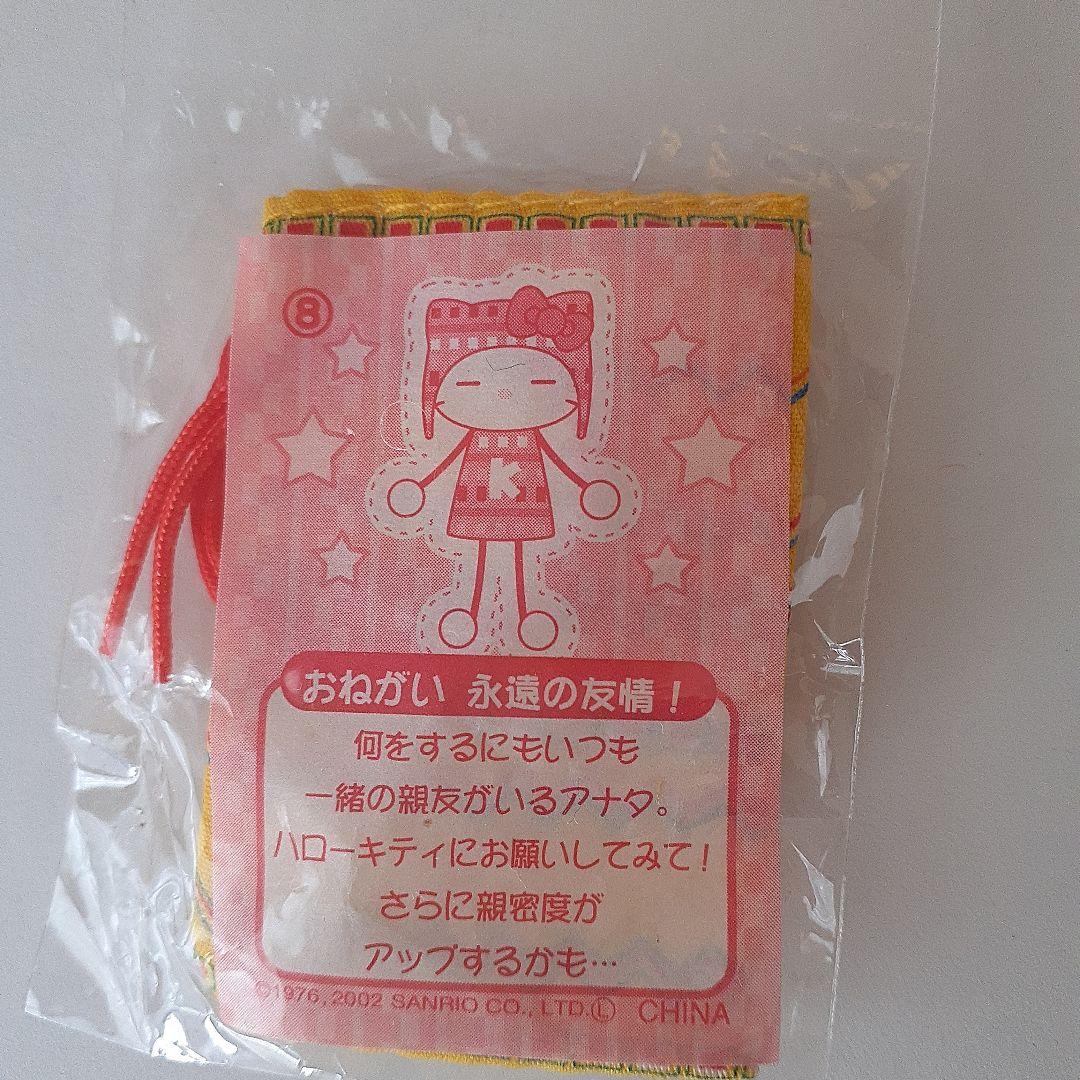 ⑧
K
おねがい 永遠の友情！
何をするにもいつも
一緒の親友がいるアナタ。
ハローキティにお願いしてみて！
さらに親密度が
アップするかも…
©1976, 2002 SANRIO CO., LTD.Ⓛ CHINA